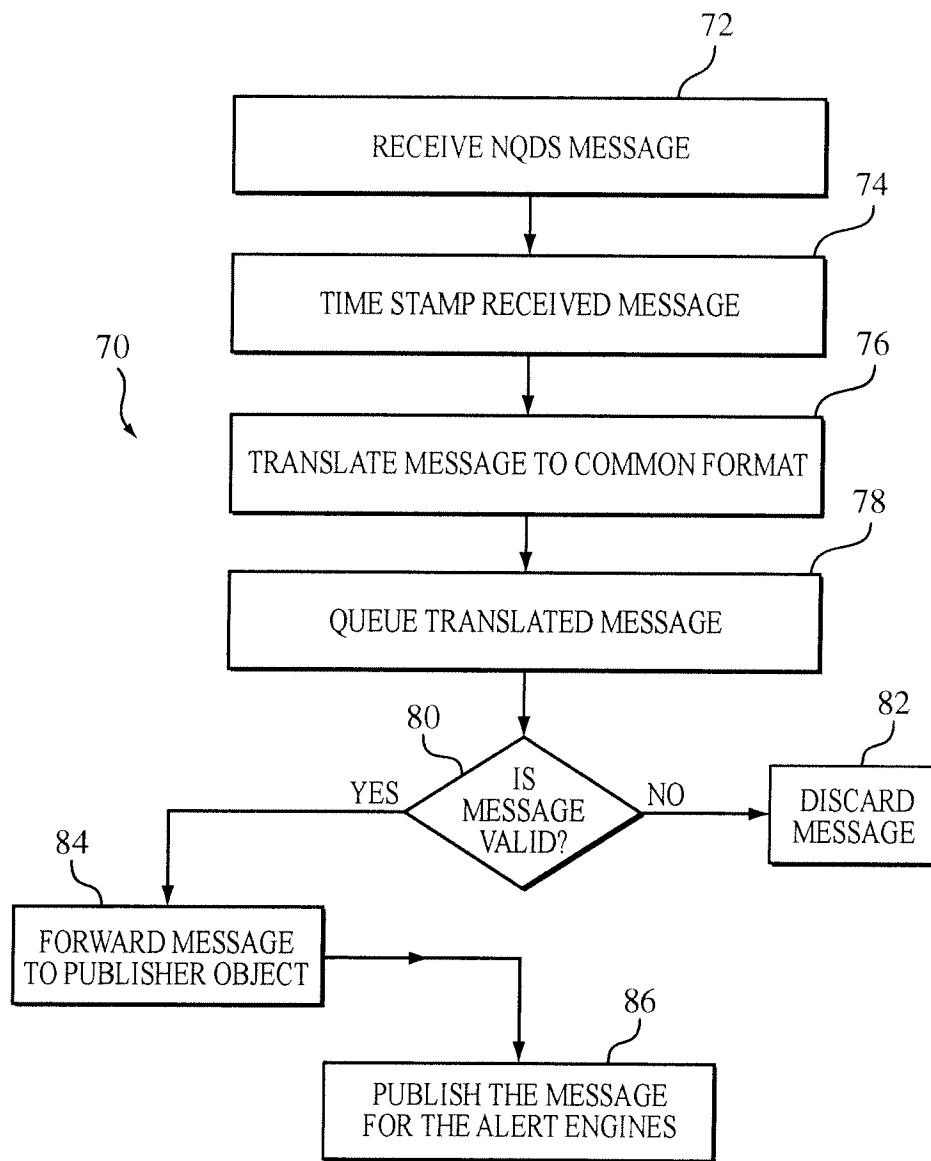 72
RECEIVE NQDS MESSAGE
74
TIME STAMP RECEIVED MESSAGE
70
76
TRANSLATE MESSAGE TO COMMON FORMAT
78
QUEUE TRANSLATED MESSAGE
80
82
YES
IS
MESSAGE
VALID?
NO
DISCARD
MESSAGE
84
FORWARD MESSAGE
TO PUBLISHER OBJECT
86
PUBLISH THE MESSAGE
FOR THE ALERT ENGINES